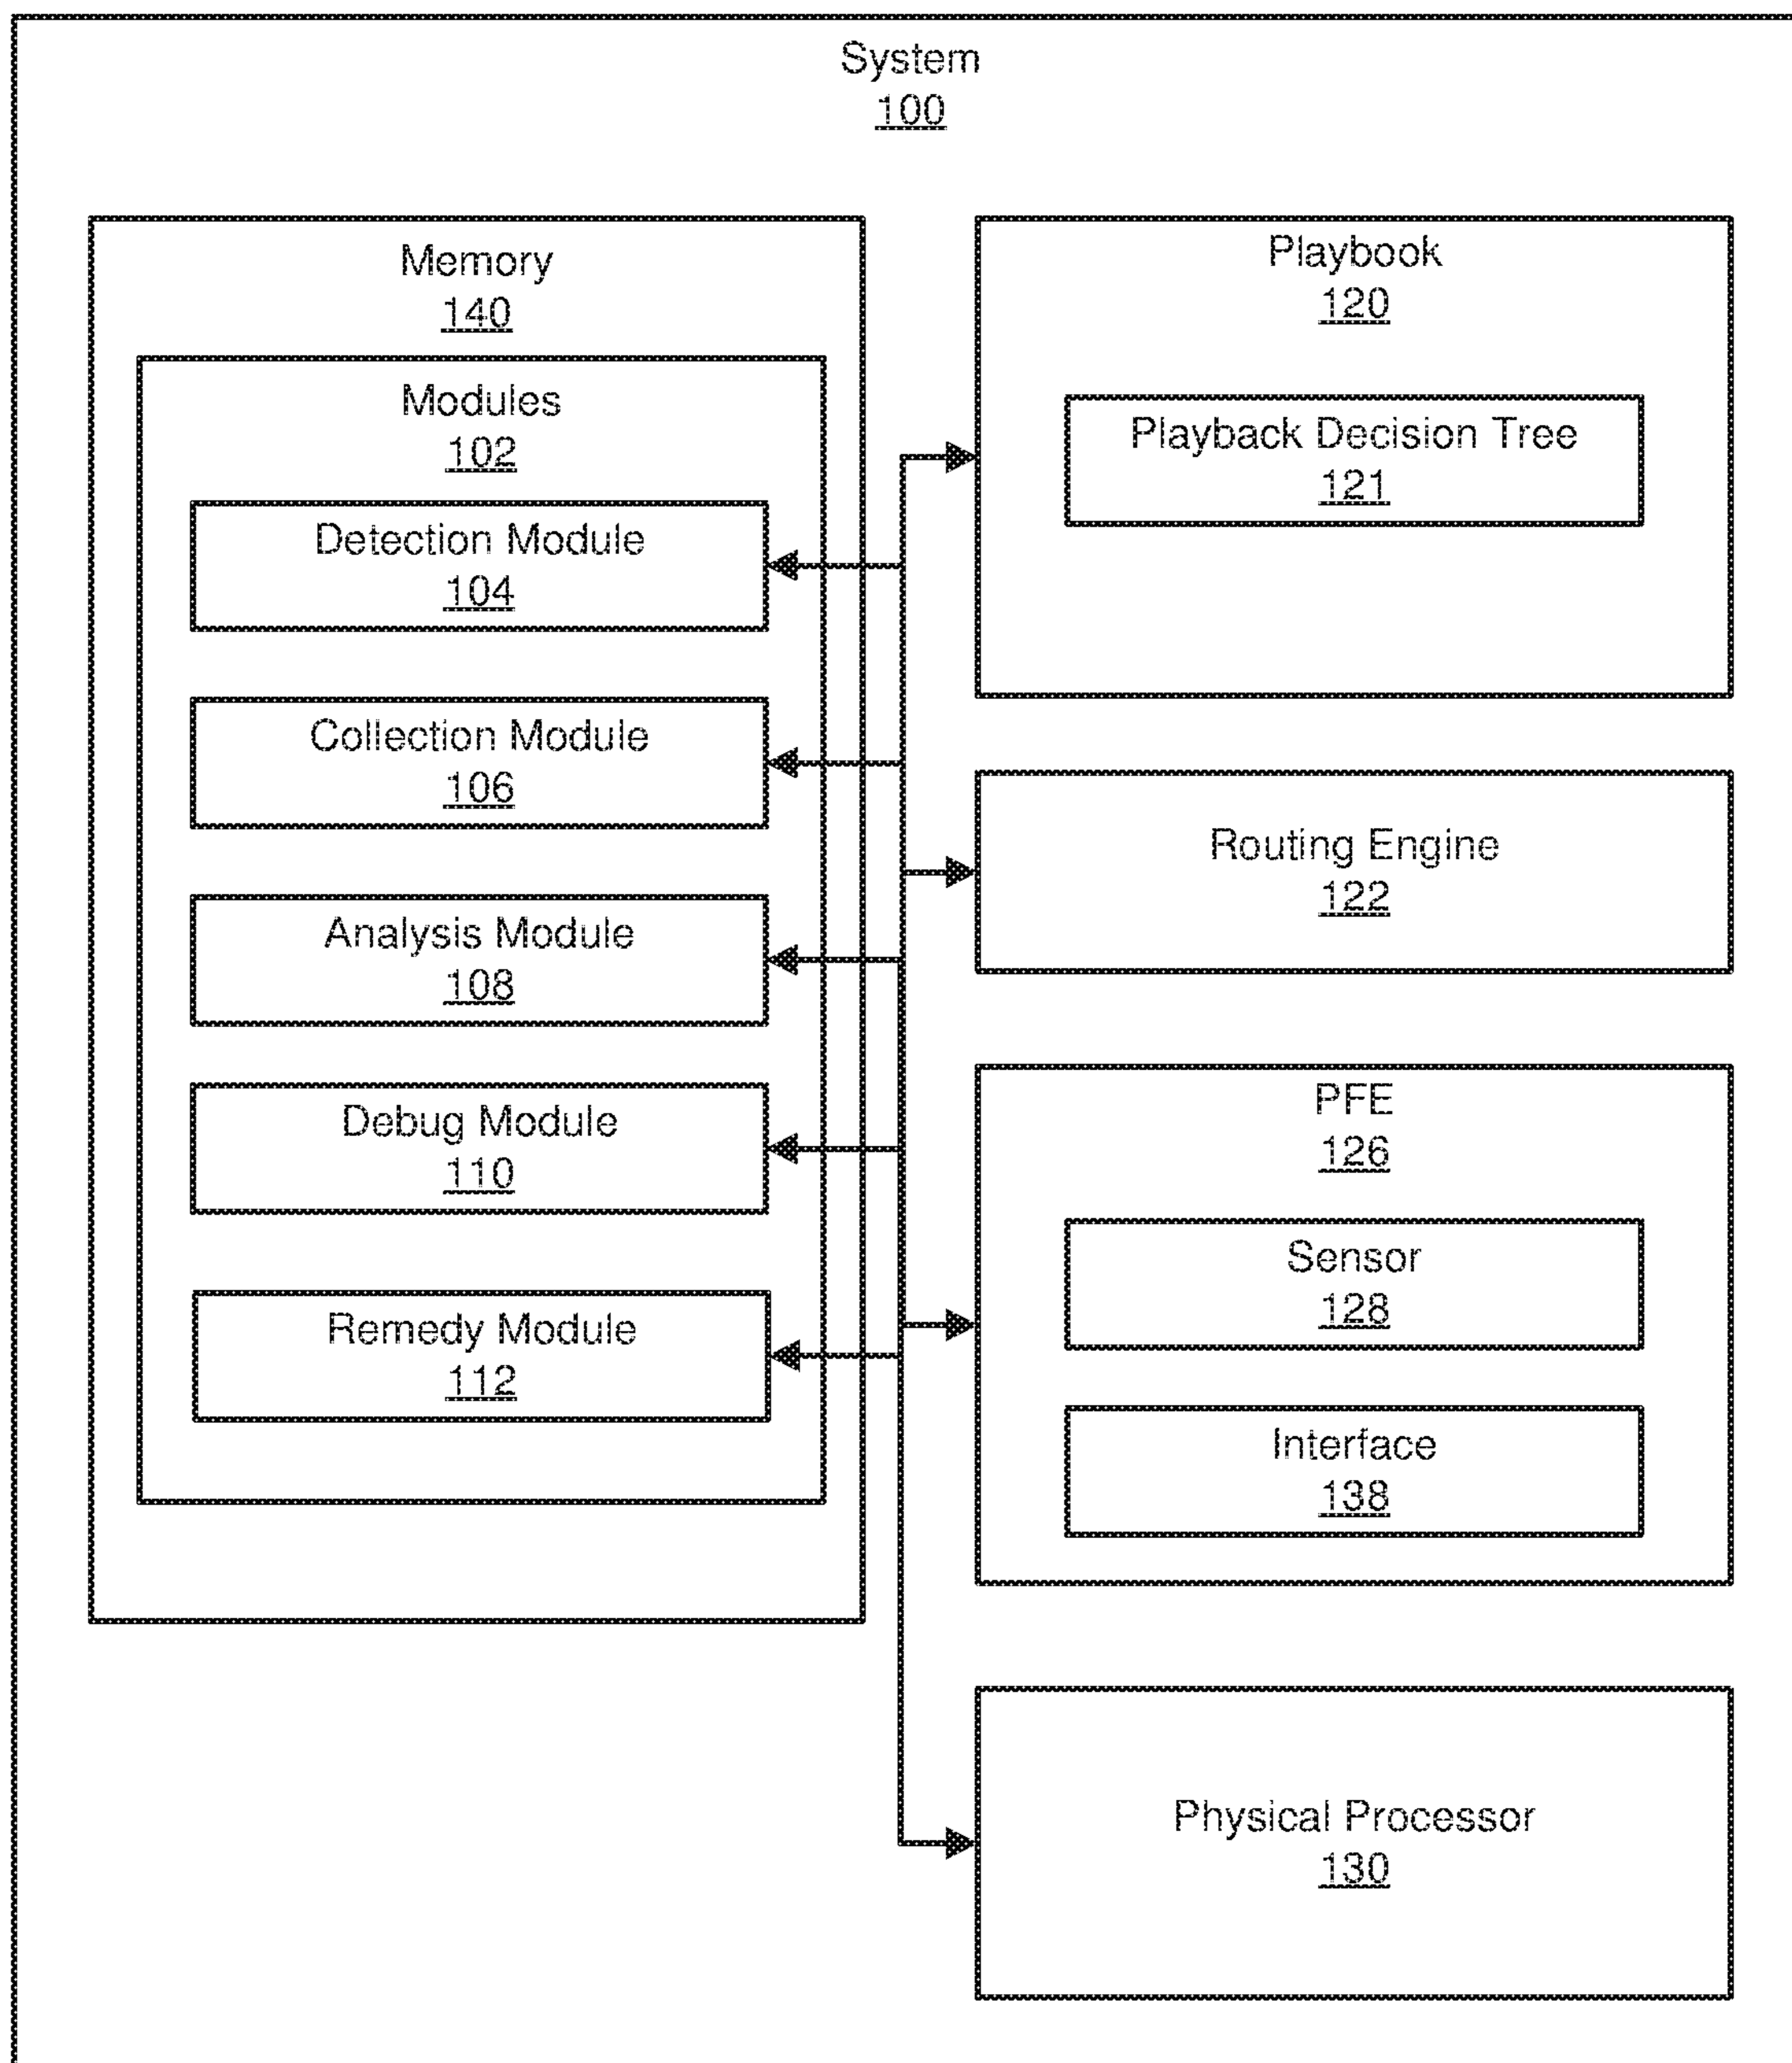 System
100
Memory
140
Modules
102
Detection Module
104
Collection Module
106
Analysis Module
108
Debug Module
110
Remedy Module
112
Playbook
120
Playback Decision Tree
121
Routing Engine
122
PFE
126
Sensor
128
Interface
138
Physical Processor
130